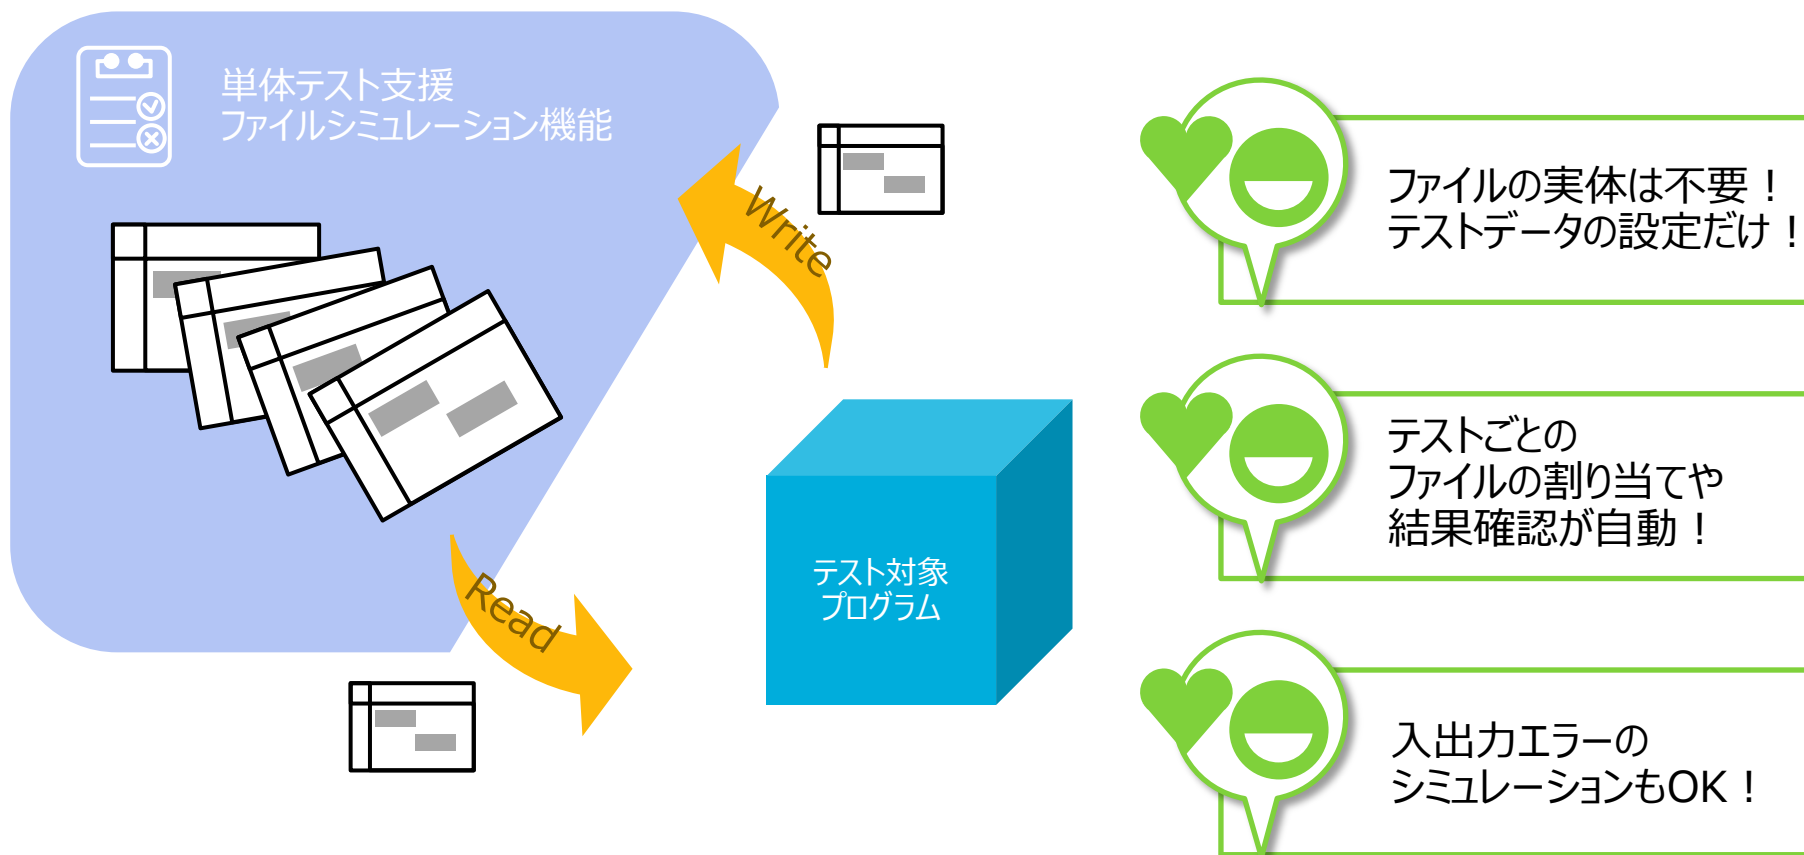 単体テスト支援
ファイルシミュレーション機能
Write
Read
テスト対象
プログラム
ファイルの実体は不要！
テストデータの設定だけ！
テストごとの
ファイルの割り当てや
結果確認が自動！
入出力エラーの
シミュレーションもOK！